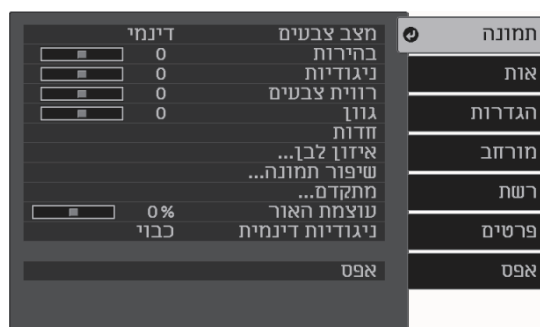 תמונה
אות
הגדרות
מורחב
רשת
פרטים
אפס
מצב צבעים דינמי
בהירות 0
ניגודיות 0
רווית צבעים 0
גוון 0
חדות
איזון לבן...
שיפור תמונה...
מתקדם...
עוצמת האור 0%
ניגודיות דינמית כבוי
אפס